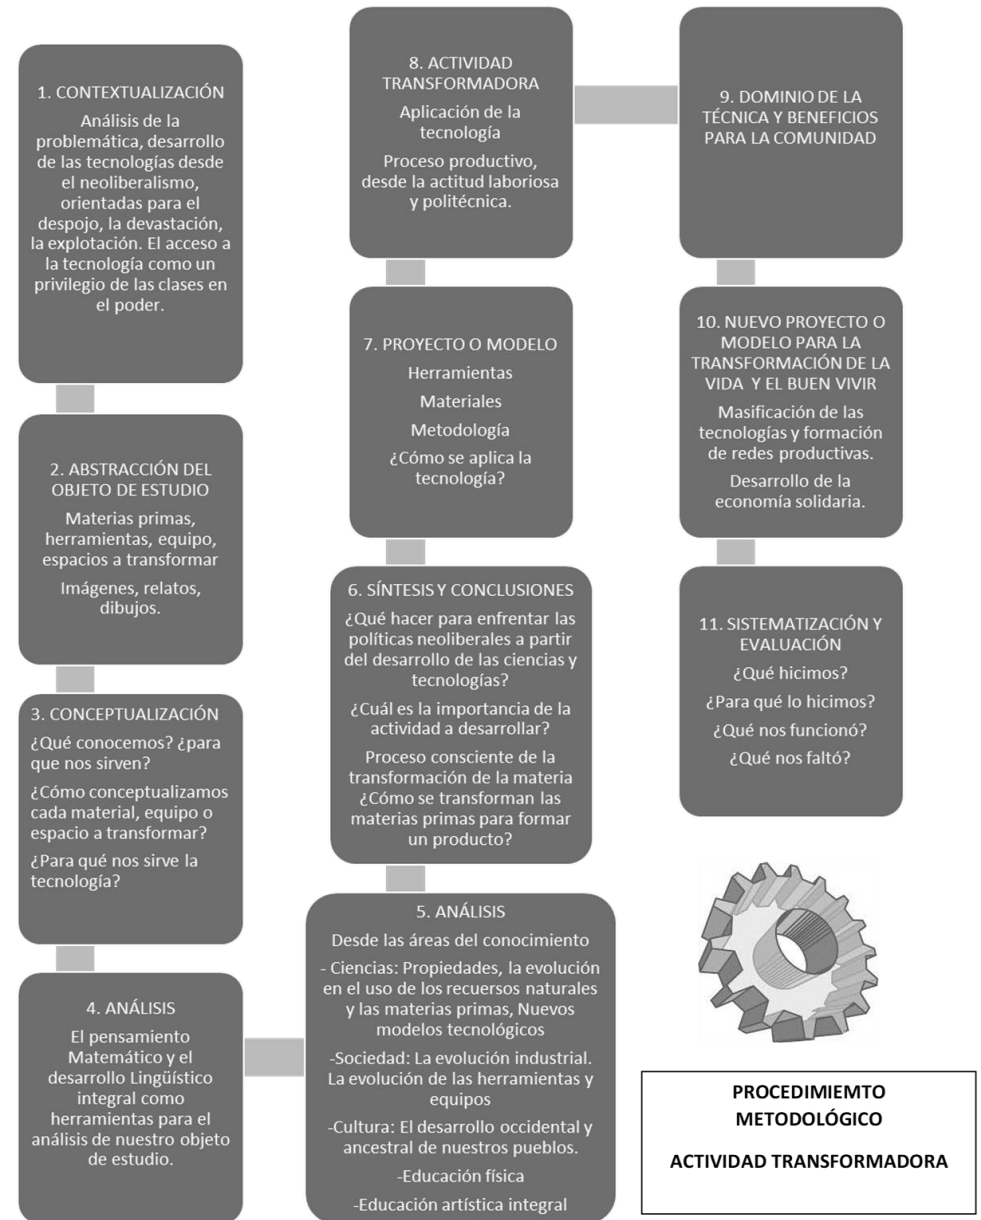 1. CONTEXTUALIZACIÓN
Análisis de la
problemática, desarrollo
de las tecnologías desde
el neoliberalismo,
orientadas para el
despojo, la devastación,
la explotación. El acceso a
la tecnología como un
privilegio de las clases en
el poder.
2. ABSTRACCIÓN DEL
OBJETO DE ESTUDIO
Materias primas,
herramientas, equipo,
espacios a transformar
Imágenes, relatos,
dibujos.
3. CONCEPTUALIZACIÓN
¿Qué conocemos? ¿para
que nos sirven?
¿Cómo conceptualizamos
cada material, equipo o
espacio a transformar?
¿Para qué nos sirve la
tecnología?
4. ANÁLISIS
El pensamiento
Matemático y el
desarrollo Lingüístico
integral como
herramientas para el
análisis de nuestro objeto
de estudio.
5. ANÁLISIS
Desde las áreas del conocimiento
- Ciencias: Propiedades, la evolución
en el uso de los recuersos naturales
y las materias primas, Nuevos
modelos tecnológicos
-Sociedad: La evolución industrial.
La evolución de las herramientas y
equipos
-Cultura: El desarrollo occidental y
ancestral de nuestros pueblos.
-Educación física
-Educación artística integral
6. SÍNTESIS Y CONCLUSIONES
¿Qué hacer para enfrentar las
políticas neoliberales a partir
del desarrollo de las ciencias y
tecnologías?
¿Cuál es la importancia de la
actividad a desarrollar?
Proceso consciente de la
transformación de la materia
¿Cómo se transforman las
materias primas para formar
un producto?
7. PROYECTO O MODELO
Herramientas
Materiales
Metodología
¿Cómo se aplica la
tecnología?
8. ACTIVIDAD
TRANSFORMADORA
Aplicación de la
tecnología
Proceso productivo,
desde la actitud laboriosa
y politécnica.
9. DOMINIO DE LA
TÉCNICA Y BENEFICIOS
PARA LA COMUNIDAD
10. NUEVO PROYECTO O
MODELO PARA LA
TRANSFORMACIÓN DE LA
VIDA Y EL BUEN VIVIR
Masificación de las
tecnologías y formación
de redes productivas.
Desarrollo de la
economía solidaria.
11. SISTEMATIZACIÓN Y
EVALUACIÓN
¿Qué hicimos?
¿Para qué lo hicimos?
¿Qué nos funcionó?
¿Qué nos faltó?
PROCEDIMIEMTO
METODOLÓGICO
ACTIVIDAD TRANSFORMADORA